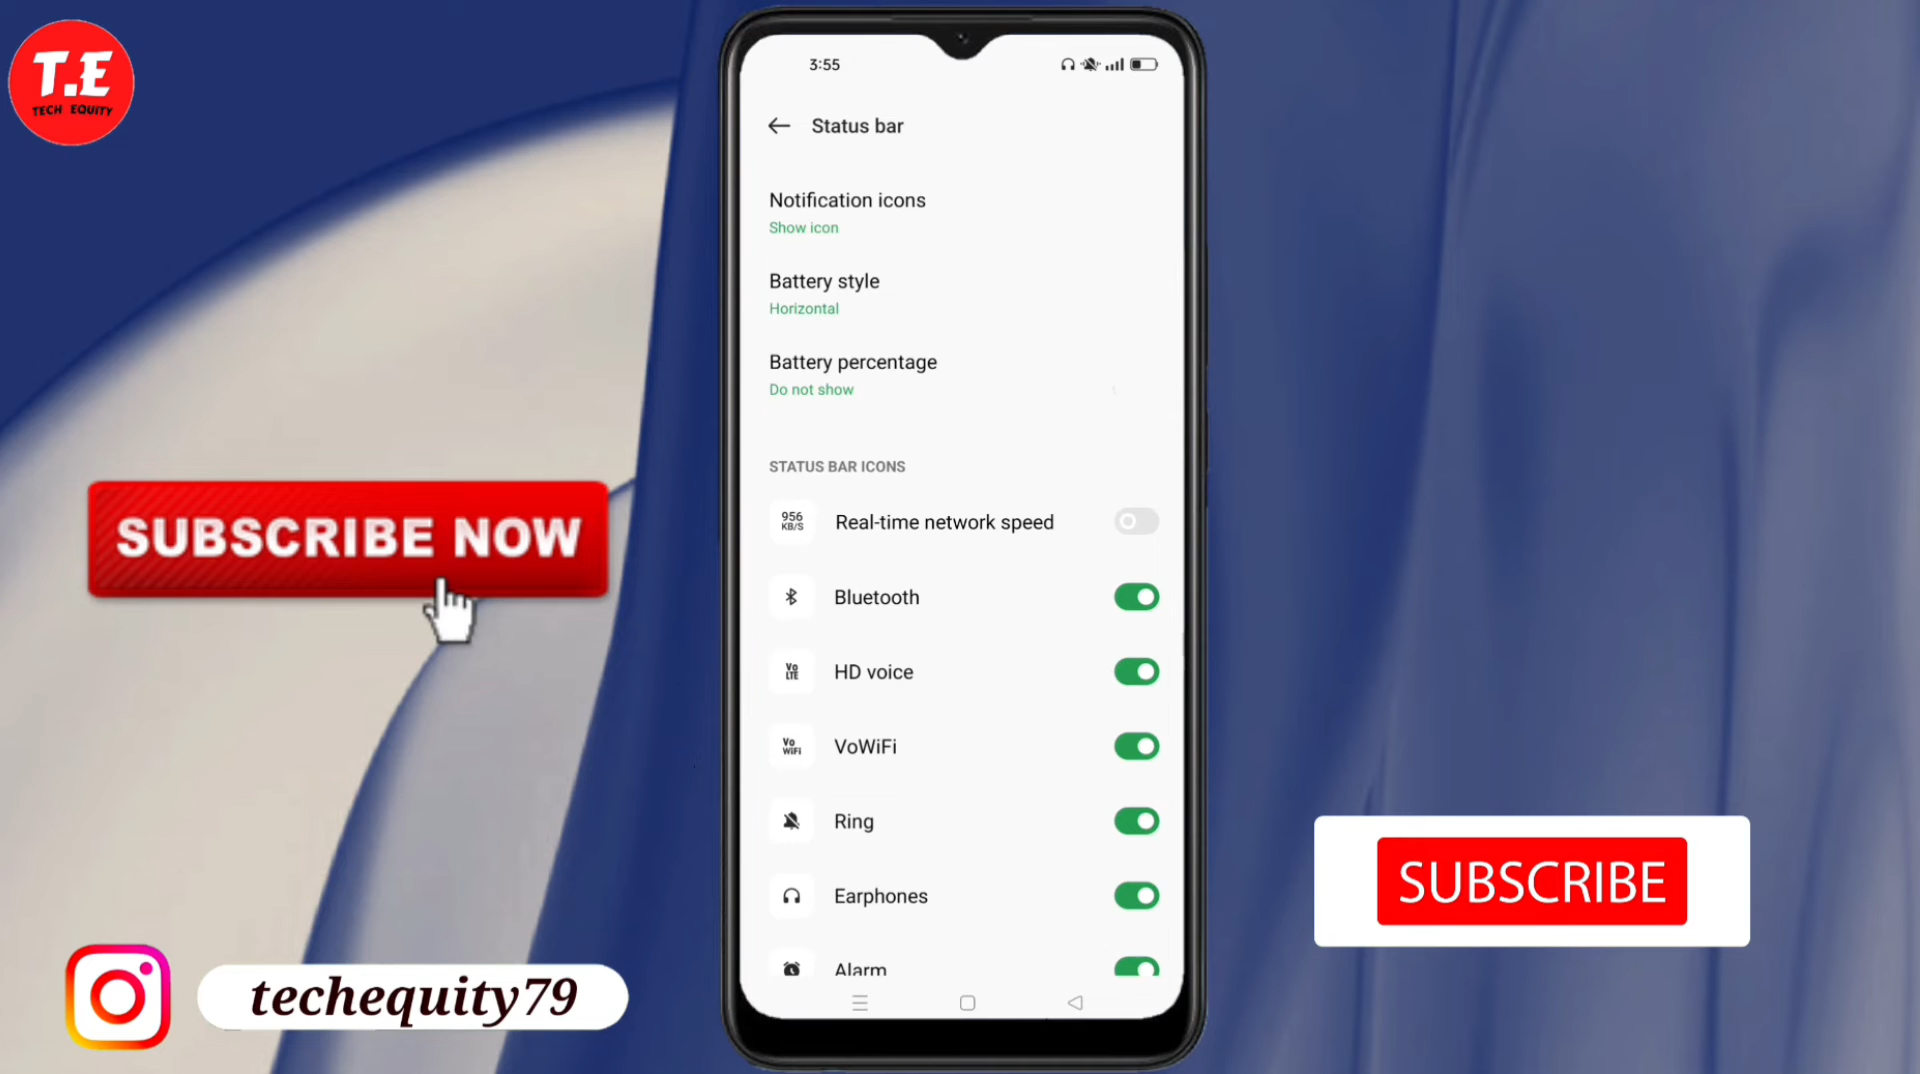 T.E
TECH EQUITY
3:55
Status bar
Notification icons
Show icon
Battery style
Horizontal
Battery percentage
Do not show
STATUS BAR ICONS
956
KB/S
Real-time network speed
Bluetooth
Vo
LTE
HD voice
Vo
WiFi
VoWiFi
Ring
Earphones
Alarm
SUBSCRIBE NOW
SUBSCRIBE
techequity79